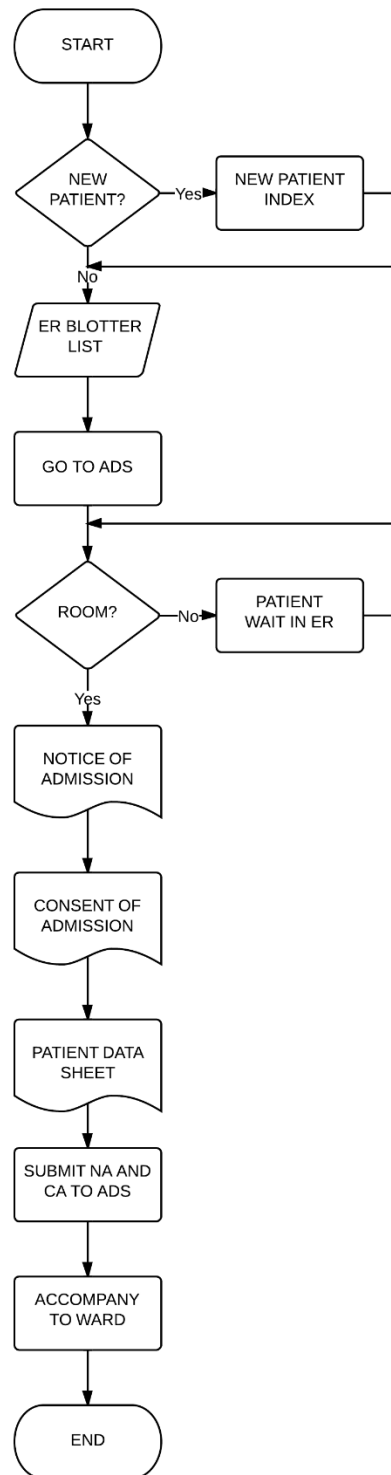 START
NEW
PATIENT?
Yes
NEW PATIENT
INDEX
No
ER BLOTTER
LIST
GO TO ADS
ROOM?
No
PATIENT
WAIT IN ER
Yes
NOTICE OF
ADMISSION
CONSENT OF
ADMISSION
PATIENT DATA
SHEET
SUBMIT NA AND
CA TO ADS
ACCOMPANY
TO WARD
END